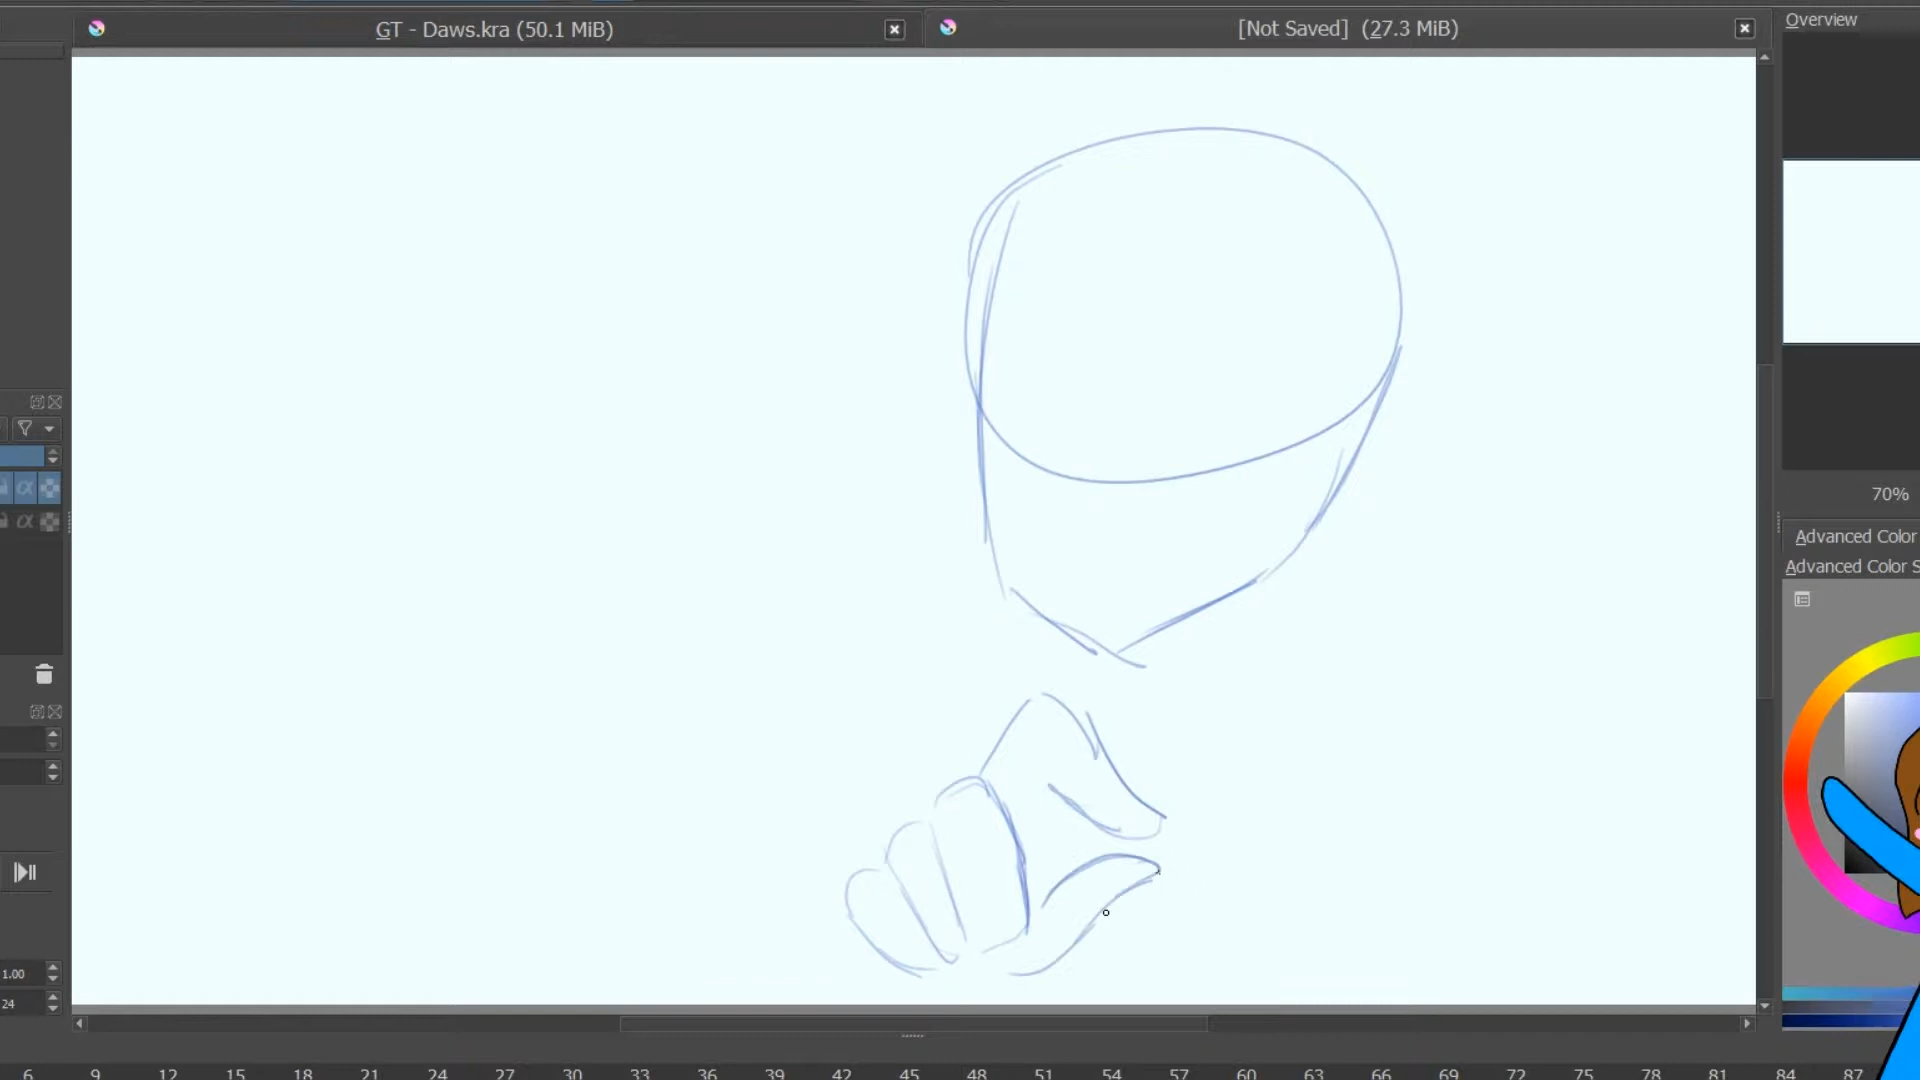 GT - Daws.kra (50.1 MiB)
[Not Saved] (27.3 MiB)
Overview
70%
Advanced Color
Advanced Color S
1.00
24
6 9 12 15 18 21 24 27 30 33 36 39 42 45 48 51 54 57 60 63 66 69 72 75 78 81 84 87